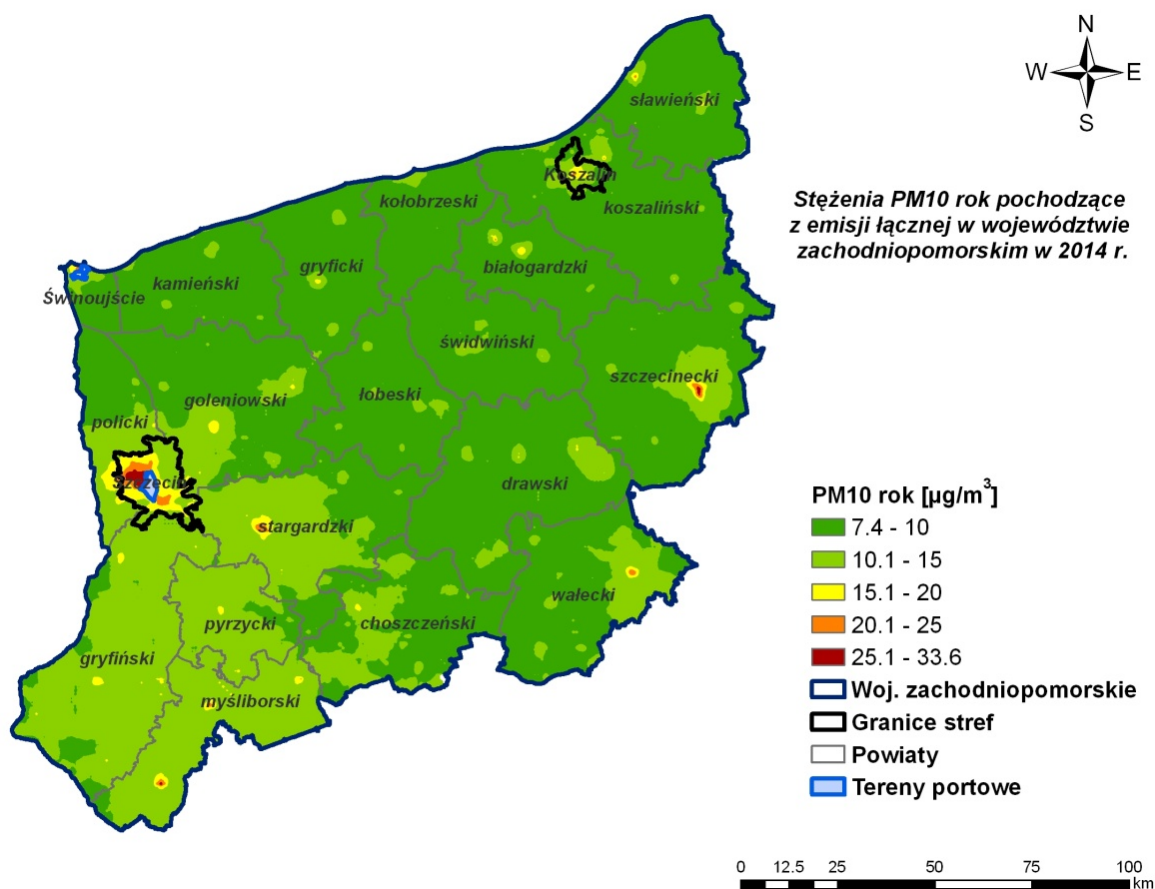 N
W E
S
Stężenia PM10 rok pochodzące
z emisji łącznej w województwie
zachodniopomorskim w 2014 r.
sławieński
Koszalin
kołobrzeski
koszaliński
gryficki
białogardzki
kamieński
Świnoujście
świdwiński
szczecinecki
łobeski
goleniowski
policki
Szczecin
drawski
stargardzki
wałecki
pyrzycki
choszczeński
gryfiński
myśliborski
PM10 rok [µg/m³]
7.4 - 10
10.1 - 15
15.1 - 20
20.1 - 25
25.1 - 33.6
Woj. zachodniopomorskie
Granice stref
Powiaty
Tereny portowe
0 12.5 25 50 75 100
km